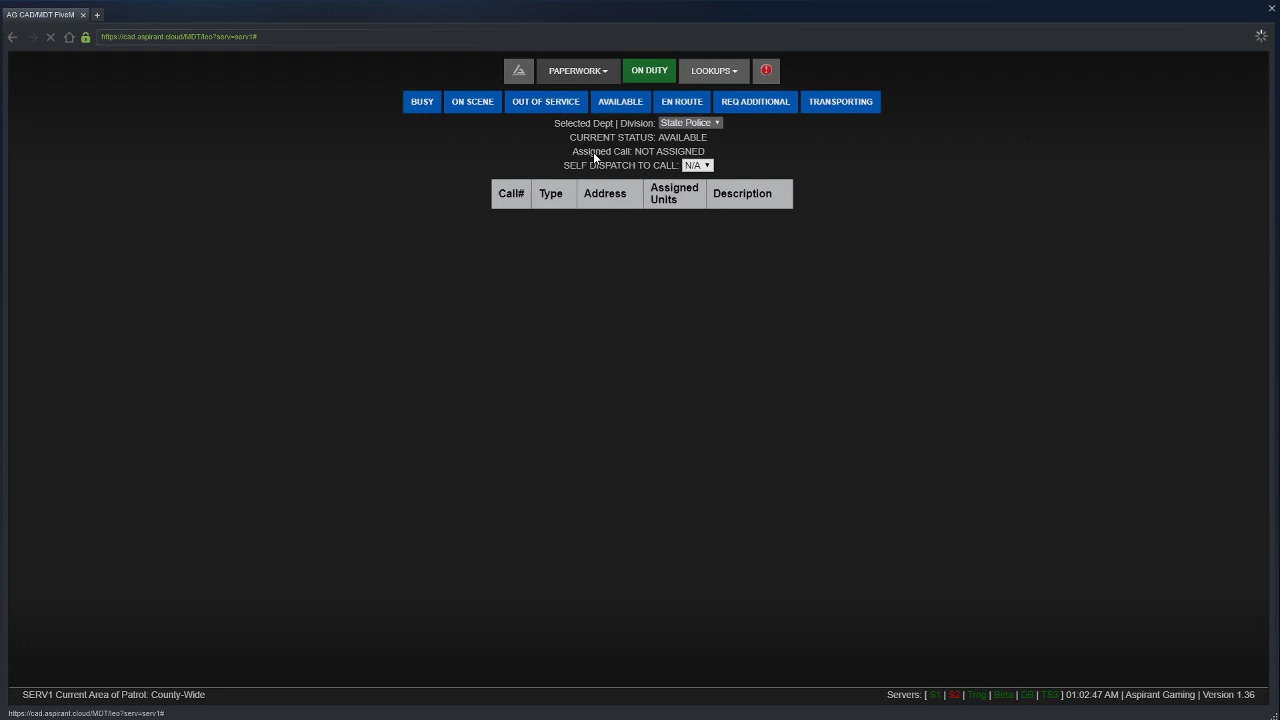 AG CAD/MDT FiveM × +
https://cad.aspirant.cloud/MDT/leo?serv=serv1#
PAPERWORK ON DUTY LOOKUPS
BUSY ON SCENE OUT OF SERVICE AVAILABLE EN ROUTE REQ ADDITIONAL TRANSPORTING
Selected Dept | Division: State Police
CURRENT STATUS: AVAILABLE
Assigned Call: NOT ASSIGNED
SELF DISPATCH TO CALL: N/A
Call# Type Address Assigned Units Description
SERV1 Current Area of Patrol: County-Wide Servers: [ S1 | S2 | Trng | Beta | DB | TS3 ] 01:02:47 AM | Aspirant Gaming | Version 1.36
https://cad.aspirant.cloud/MDT/leo?serv=serv1#